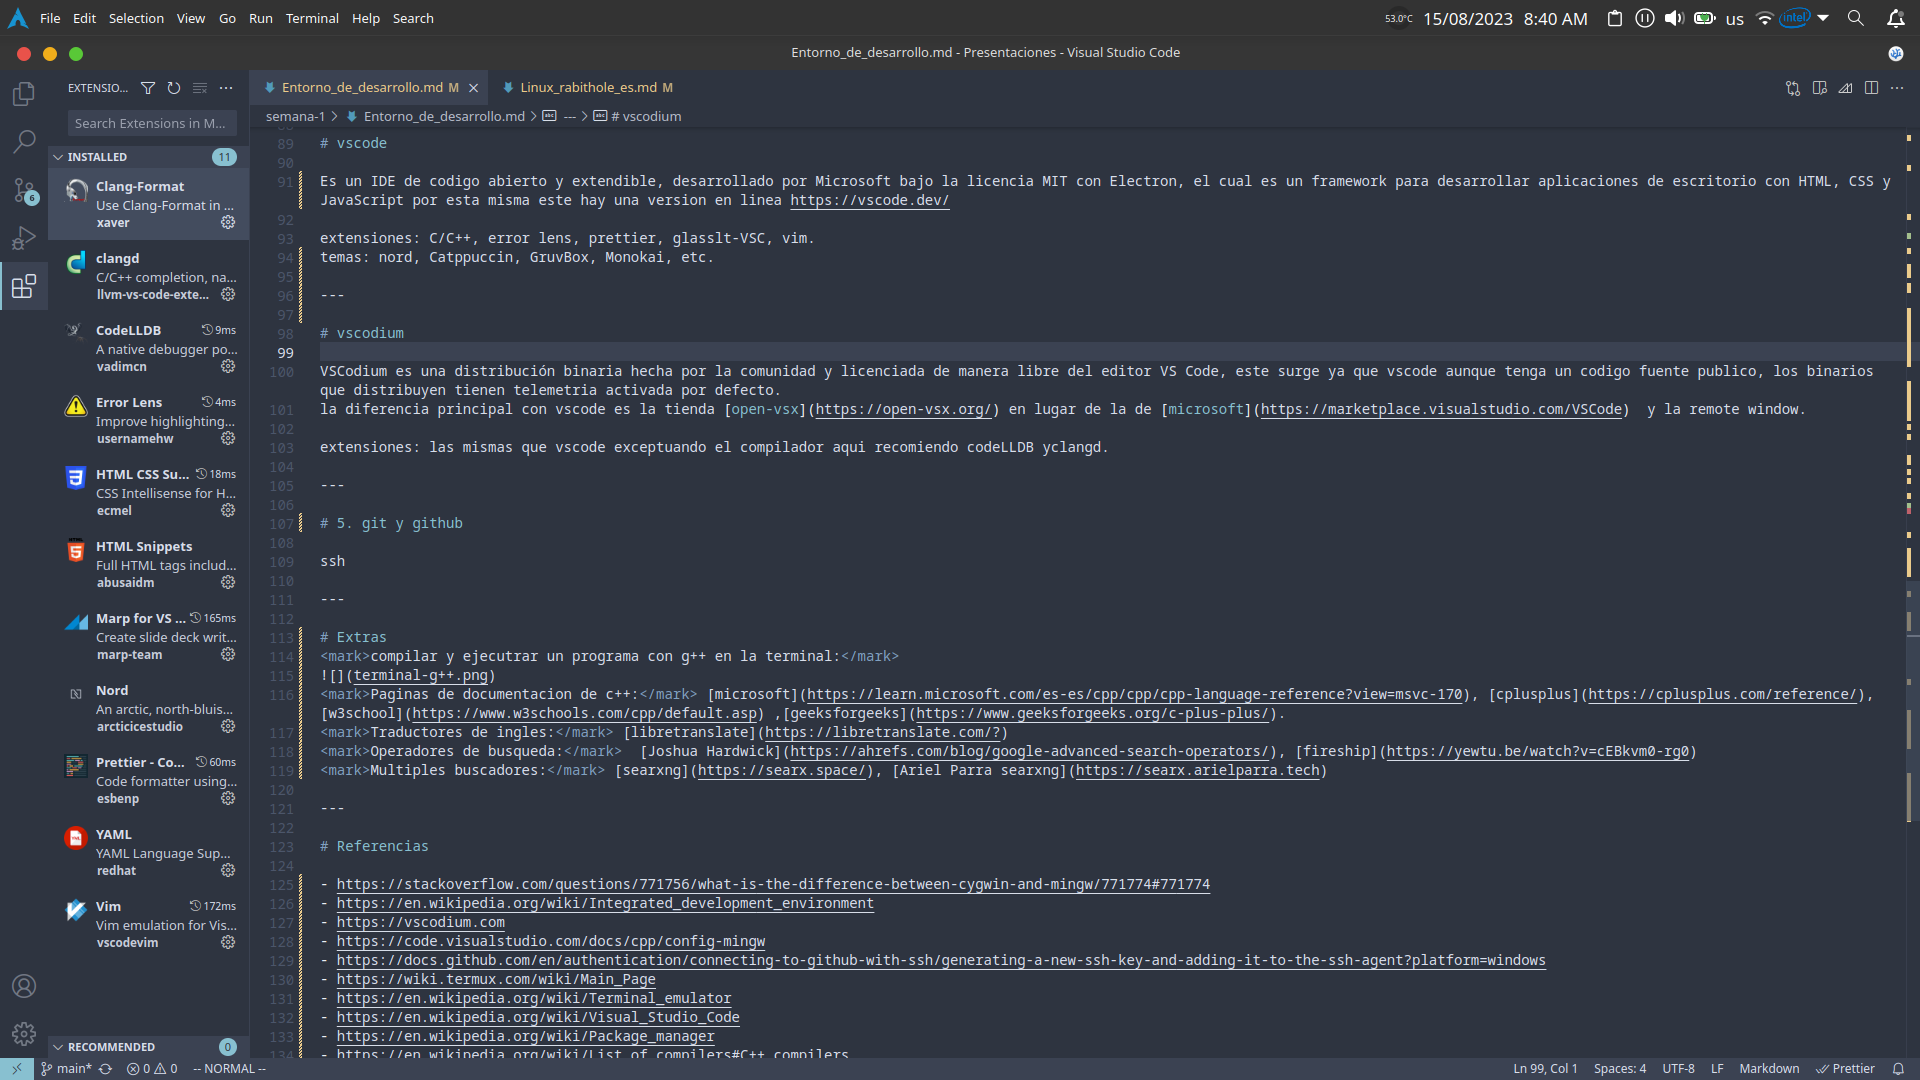 File Edit Selection View Go Run Terminal Help Search
53.0°C 15/08/2023 8:40 AM us intel
Entorno_de_desarrollo.md - Presentaciones - Visual Studio Code
EXTENSIO...
Entorno_de_desarrollo.md M
Linux_rabithole_es.md M
Search Extensions in M...
semana-1 > Entorno_de_desarrollo.md > --- > # vscodium
INSTALLED 11
Clang-Format
Use Clang-Format in ...
xaver
clangd
C/C++ completion, na...
llvm-vs-code-exte...
CodeLLDB 9ms
A native debugger po...
vadimcn
Error Lens 4ms
Improve highlighting...
usernamehw
HTML CSS Su... 18ms
CSS Intellisense for H...
ecmel
HTML Snippets
Full HTML tags includ...
abusaidm
Marp for VS ... 165ms
Create slide deck writ...
marp-team
Nord
An arctic, north-bluis...
arcticicestudio
Prettier - Co... 60ms
Code formatter using...
esbenp
YAML
YAML Language Sup...
redhat
Vim 172ms
Vim emulation for Vis...
vscodevim
RECOMMENDED 0
6
89 # vscode
90
91 Es un IDE de codigo abierto y extendible, desarrollado por Microsoft bajo la licencia MIT con Electron, el cual es un framework para desarrollar aplicaciones de escritorio con HTML, CSS y
JavaScript por esta misma este hay una version en linea https://vscode.dev/
92
93 extensiones: C/C++, error lens, prettier, glasslt-VSC, vim.
94 temas: nord, Catppuccin, GruvBox, Monokai, etc.
95
96 ---
97
98 # vscodium
99
100 VSCodium es una distribución binaria hecha por la comunidad y licenciada de manera libre del editor VS Code, este surge ya que vscode aunque tenga un codigo fuente publico, los binarios
que distribuyen tienen telemetria activada por defecto.
101 la diferencia principal con vscode es la tienda [open-vsx](https://open-vsx.org/) en lugar de la de [microsoft](https://marketplace.visualstudio.com/VSCode)  y la remote window.
102
103 extensiones: las mismas que vscode exceptuando el compilador aqui recomiendo codeLLDB yclangd.
104
105 ---
106
107 # 5. git y github
108
109 ssh
110
111 ---
112
113 # Extras
114 <mark>compilar y ejecutrar un programa con g++ en la terminal:</mark>
115 ![](terminal-g++.png)
116 <mark>Paginas de documentacion de c++:</mark> [microsoft](https://learn.microsoft.com/es-es/cpp/cpp/cpp-language-reference?view=msvc-170), [cplusplus](https://cplusplus.com/reference/),
[w3school](https://www.w3schools.com/cpp/default.asp) ,[geeksforgeeks](https://www.geeksforgeeks.org/c-plus-plus/).
117 <mark>Traductores de ingles:</mark> [libretranslate](https://libretranslate.com/?)
118 <mark>Operadores de busqueda:</mark>  [Joshua Hardwick](https://ahrefs.com/blog/google-advanced-search-operators/), [fireship](https://yewtu.be/watch?v=cEBkvm0-rg0)
119 <mark>Multiples buscadores:</mark> [searxng](https://searx.space/), [Ariel Parra searxng](https://searx.arielparra.tech)
120
121 ---
122
123 # Referencias
124
125 - https://stackoverflow.com/questions/771756/what-is-the-difference-between-cygwin-and-mingw/771774#771774
126 - https://en.wikipedia.org/wiki/Integrated_development_environment
127 - https://vscodium.com
128 - https://code.visualstudio.com/docs/cpp/config-mingw
129 - https://docs.github.com/en/authentication/connecting-to-github-with-ssh/generating-a-new-ssh-key-and-adding-it-to-the-ssh-agent?platform=windows
130 - https://wiki.termux.com/wiki/Main_Page
131 - https://en.wikipedia.org/wiki/Terminal_emulator
132 - https://en.wikipedia.org/wiki/Visual_Studio_Code
133 - https://en.wikipedia.org/wiki/Package_manager
134 - https://en.wikipedia.org/wiki/List_of_compilers#C++_compilers
main* 0 0 -- NORMAL -- Ln 99, Col 1 Spaces: 4 UTF-8 LF Markdown Prettier